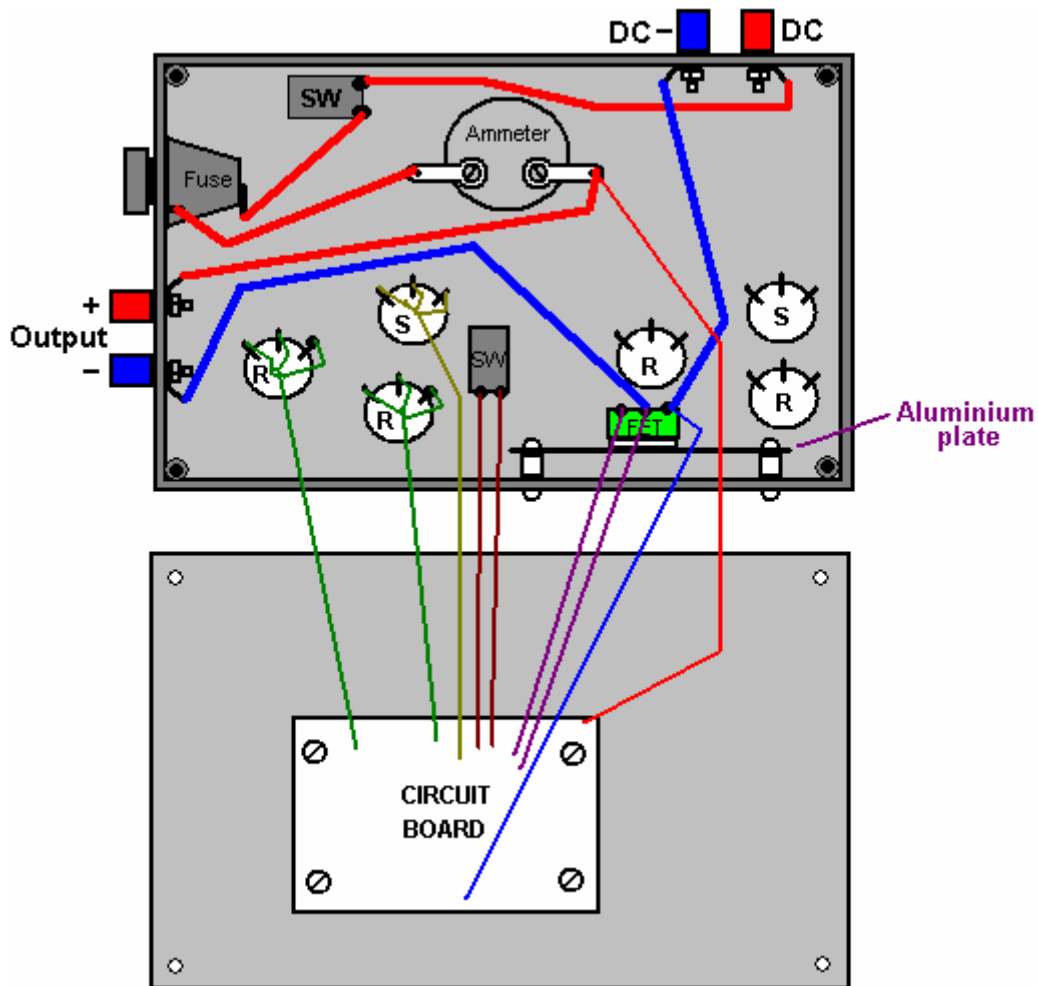 DC - DC
SW
Ammeter
Fuse
+
Output
-
S
S
R
SW
R
R
R
FET
Aluminium
plate
CIRCUIT
BOARD